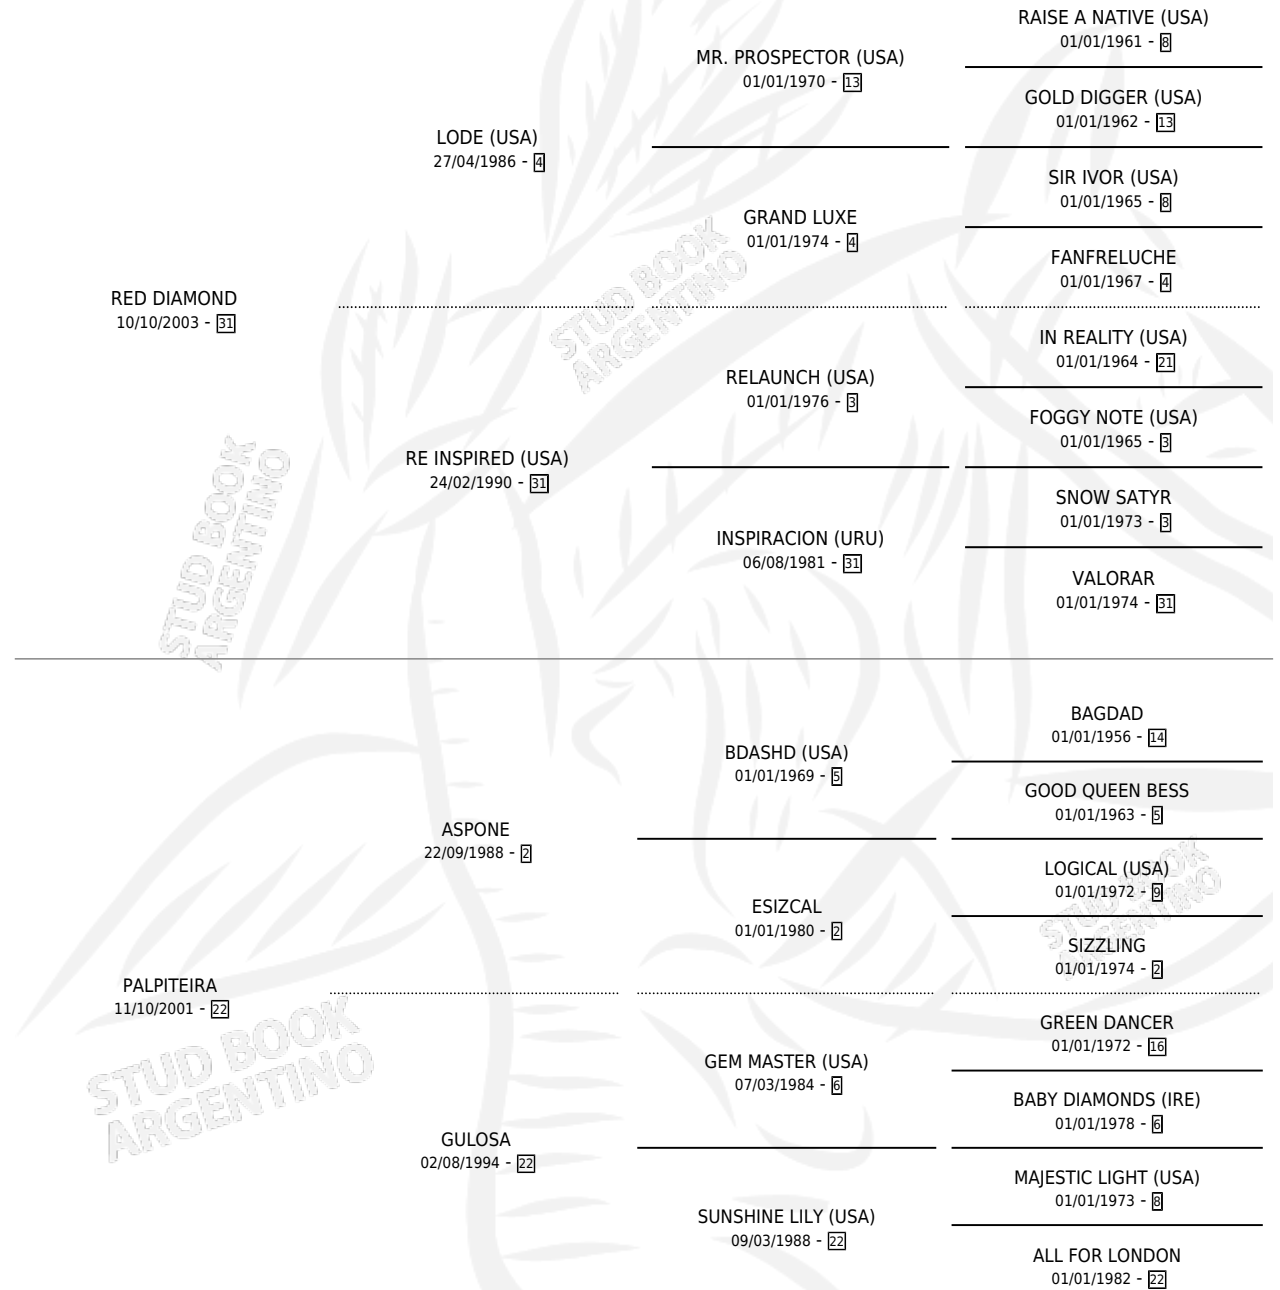 RAISE A NATIVE (USA)
01/01/1961 - 8
MR. PROSPECTOR (USA)
01/01/1970 - 13
GOLD DIGGER (USA)
01/01/1962 - 13
LODE (USA)
27/04/1986 - 4
SIR IVOR (USA)
01/01/1965 - 8
GRAND LUXE
01/01/1974 - 4
FANFRELUCHE
01/01/1967 - 4
RED DIAMOND
10/10/2003 - 31
IN REALITY (USA)
01/01/1964 - 21
RELAUNCH (USA)
01/01/1976 - 3
FOGGY NOTE (USA)
01/01/1965 - 3
RE INSPIRED (USA)
24/02/1990 - 31
SNOW SATYR
01/01/1973 - 3
INSPIRACION (URU)
06/08/1981 - 31
VALORAR
01/01/1974 - 31
BAGDAD
01/01/1956 - 14
BDASHD (USA)
01/01/1969 - 5
GOOD QUEEN BESS
01/01/1963 - 5
ASPONE
22/09/1988 - 2
LOGICAL (USA)
01/01/1972 - 9
ESIZCAL
01/01/1980 - 2
SIZZLING
01/01/1974 - 2
PALPITEIRA
11/10/2001 - 22
GREEN DANCER
01/01/1972 - 16
GEM MASTER (USA)
07/03/1984 - 6
BABY DIAMONDS (IRE)
01/01/1978 - 6
GULOSA
02/08/1994 - 22
MAJESTIC LIGHT (USA)
01/01/1973 - 8
SUNSHINE LILY (USA)
09/03/1988 - 22
ALL FOR LONDON
01/01/1982 - 22
STUD BOOK
ARGENTINO
STUD BOOK
ARGENTINO
STUD BOOK
ARGENTINO
STUD BOOK
ARGENTINO